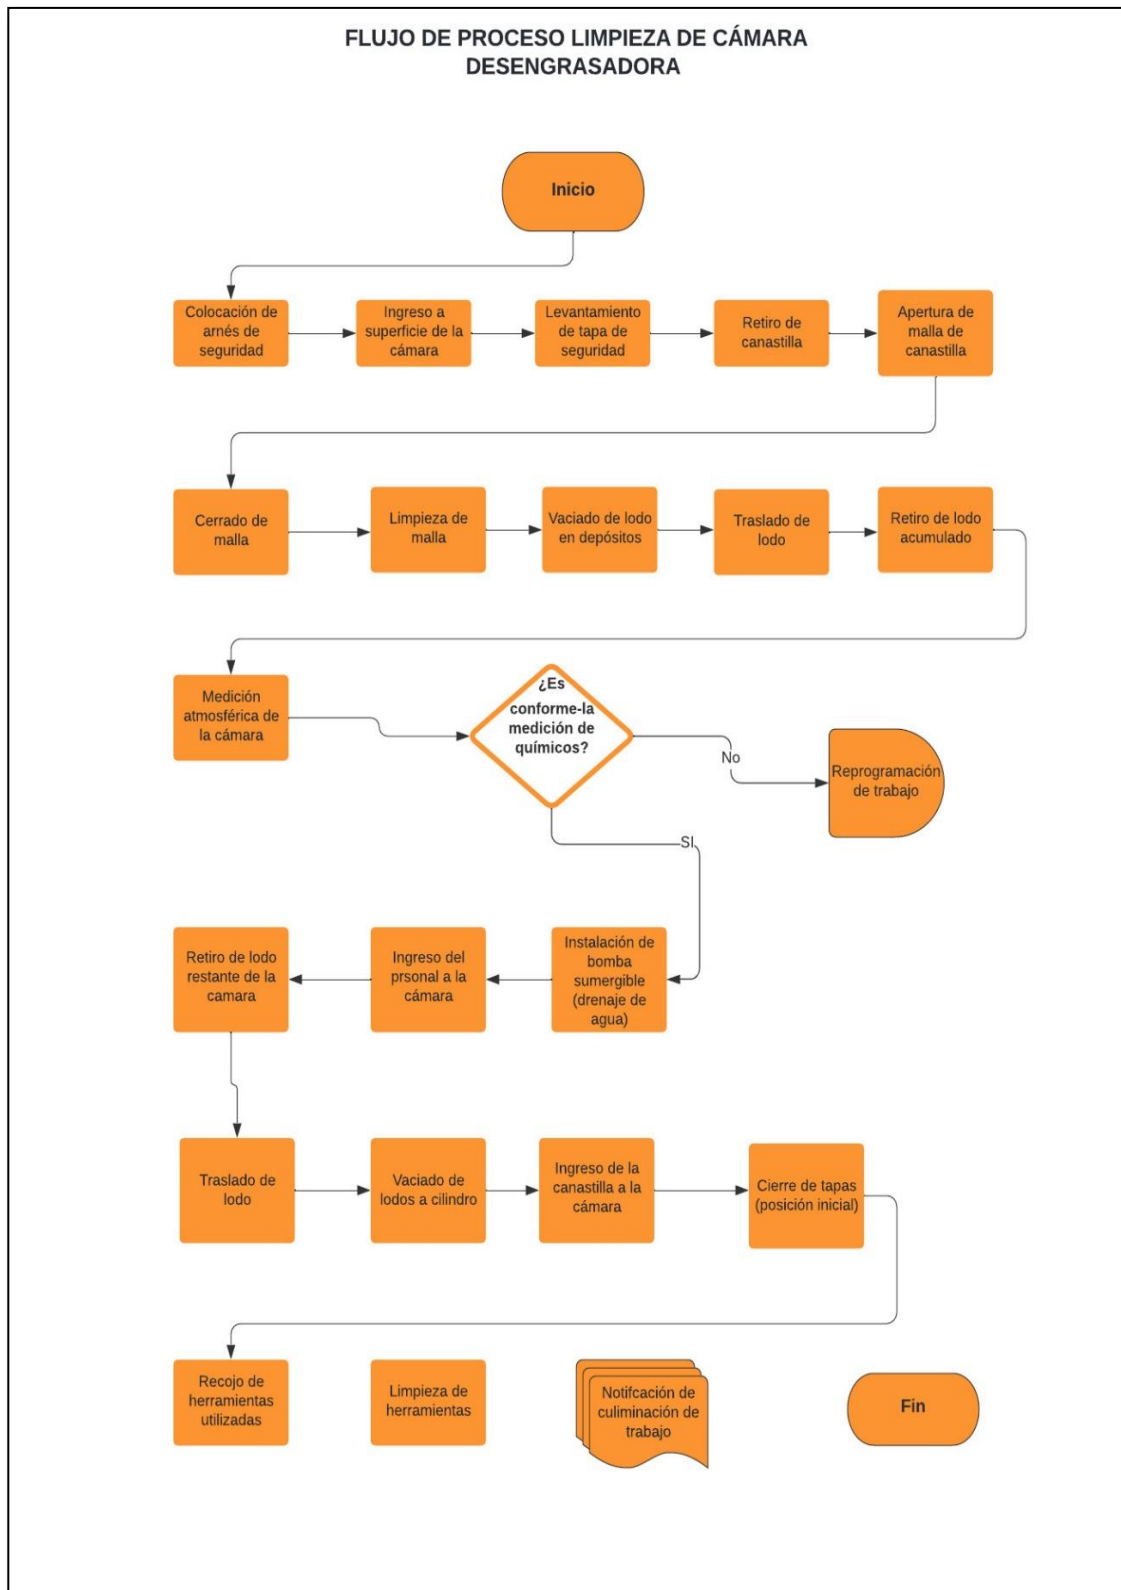 FLUJO DE PROCESO LIMPIEZA DE CÁMARA
DESENGRASADORA
Inicio
Colocación de
arnés de
seguridad
Ingreso a
superficie de la
cámara
Levantamiento
de tapa de
seguridad
Retiro de
canastilla
Apertura de
malla de
canastilla
Cerrado de
malla
Limpieza de
malla
Vaciado de lodo
en depósitos
Traslado de
lodo
Retiro de lodo
acumulado
Medición
atmosférica de
la cámara
¿Es
conforme-la
medición de
químicos?
No
Reprogramación
de trabajo
SI
Retiro de lodo
restante de la
camara
Ingreso del
prsonal a la
cámara
Instalación de
bomba
sumergible
(drenaje de
agua)
Traslado de
lodo
Vaciado de
lodos a cilindro
Ingreso de la
canastilla a la
cámara
Cierre de tapas
(posición inicial)
Recojo de
herramientas
utilizadas
Limpieza de
herramientas
Notifcación de
culiminación de
trabajo
Fin